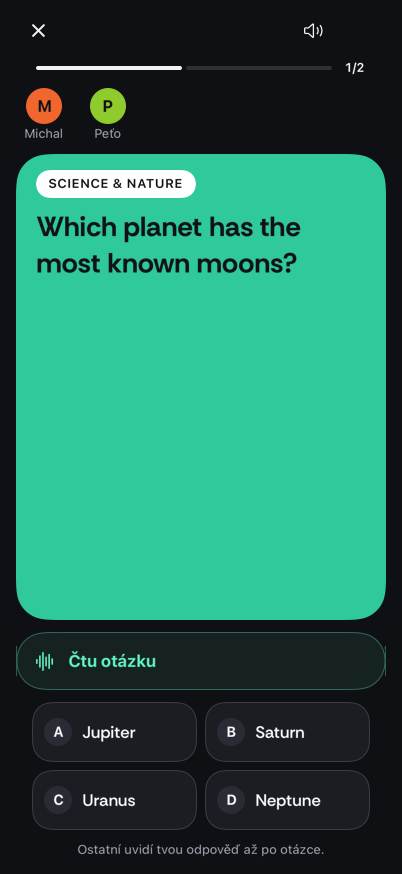 1/2
M
P
Michal
Peťo
SCIENCE & NATURE
Which planet has the
most known moons?
Čtu otázku
A Jupiter
B Saturn
C Uranus
D Neptune
Ostatní uvidí tvou odpověď až po otázce.